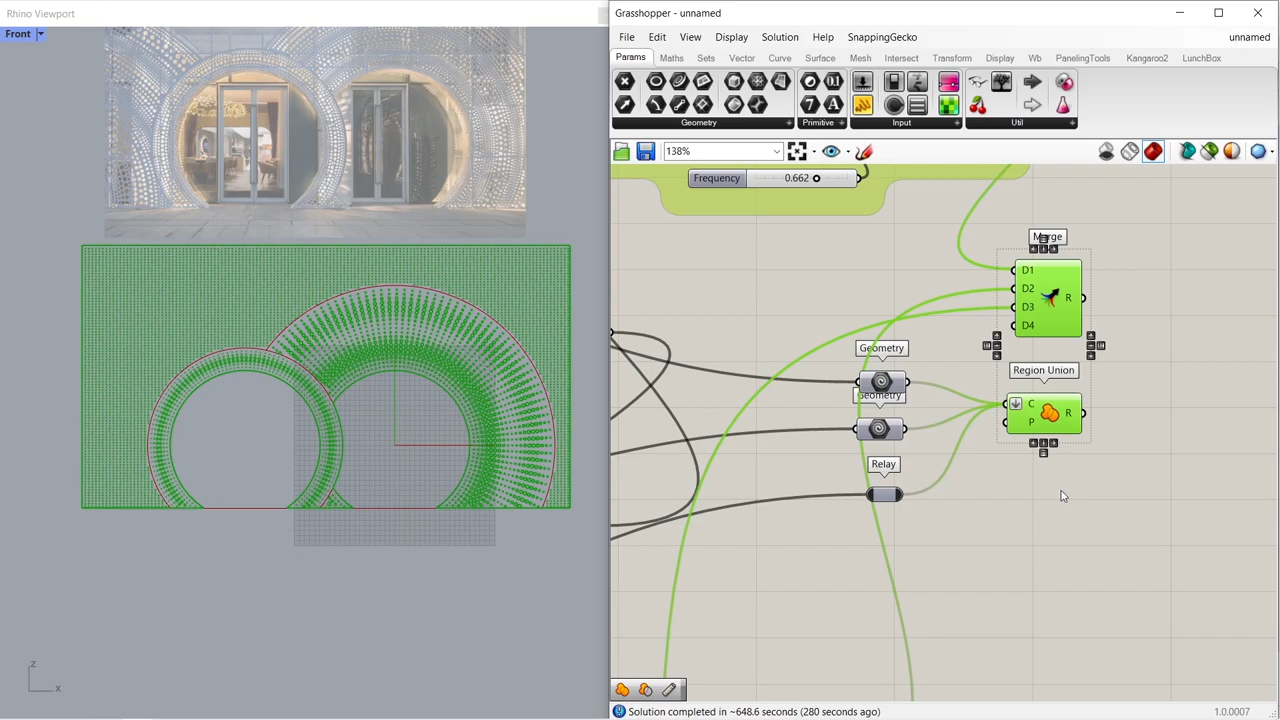 Rhino Viewport
Front
z
x
Grasshopper - unnamed
File Edit View Display Solution Help SnappingGecko unnamed
Params Maths Sets Vector Curve Surface Mesh Intersect Transform Display Wb PanelingTools Kangaroo2 LunchBox
Geometry Primitive Input Util
138%
Frequency 0.662
Merge
D1
D2
D3
D4
R
Geometry
Geometry
Region Union
C
P
R
Relay
Solution completed in ~648.6 seconds (280 seconds ago) 1.0.0007